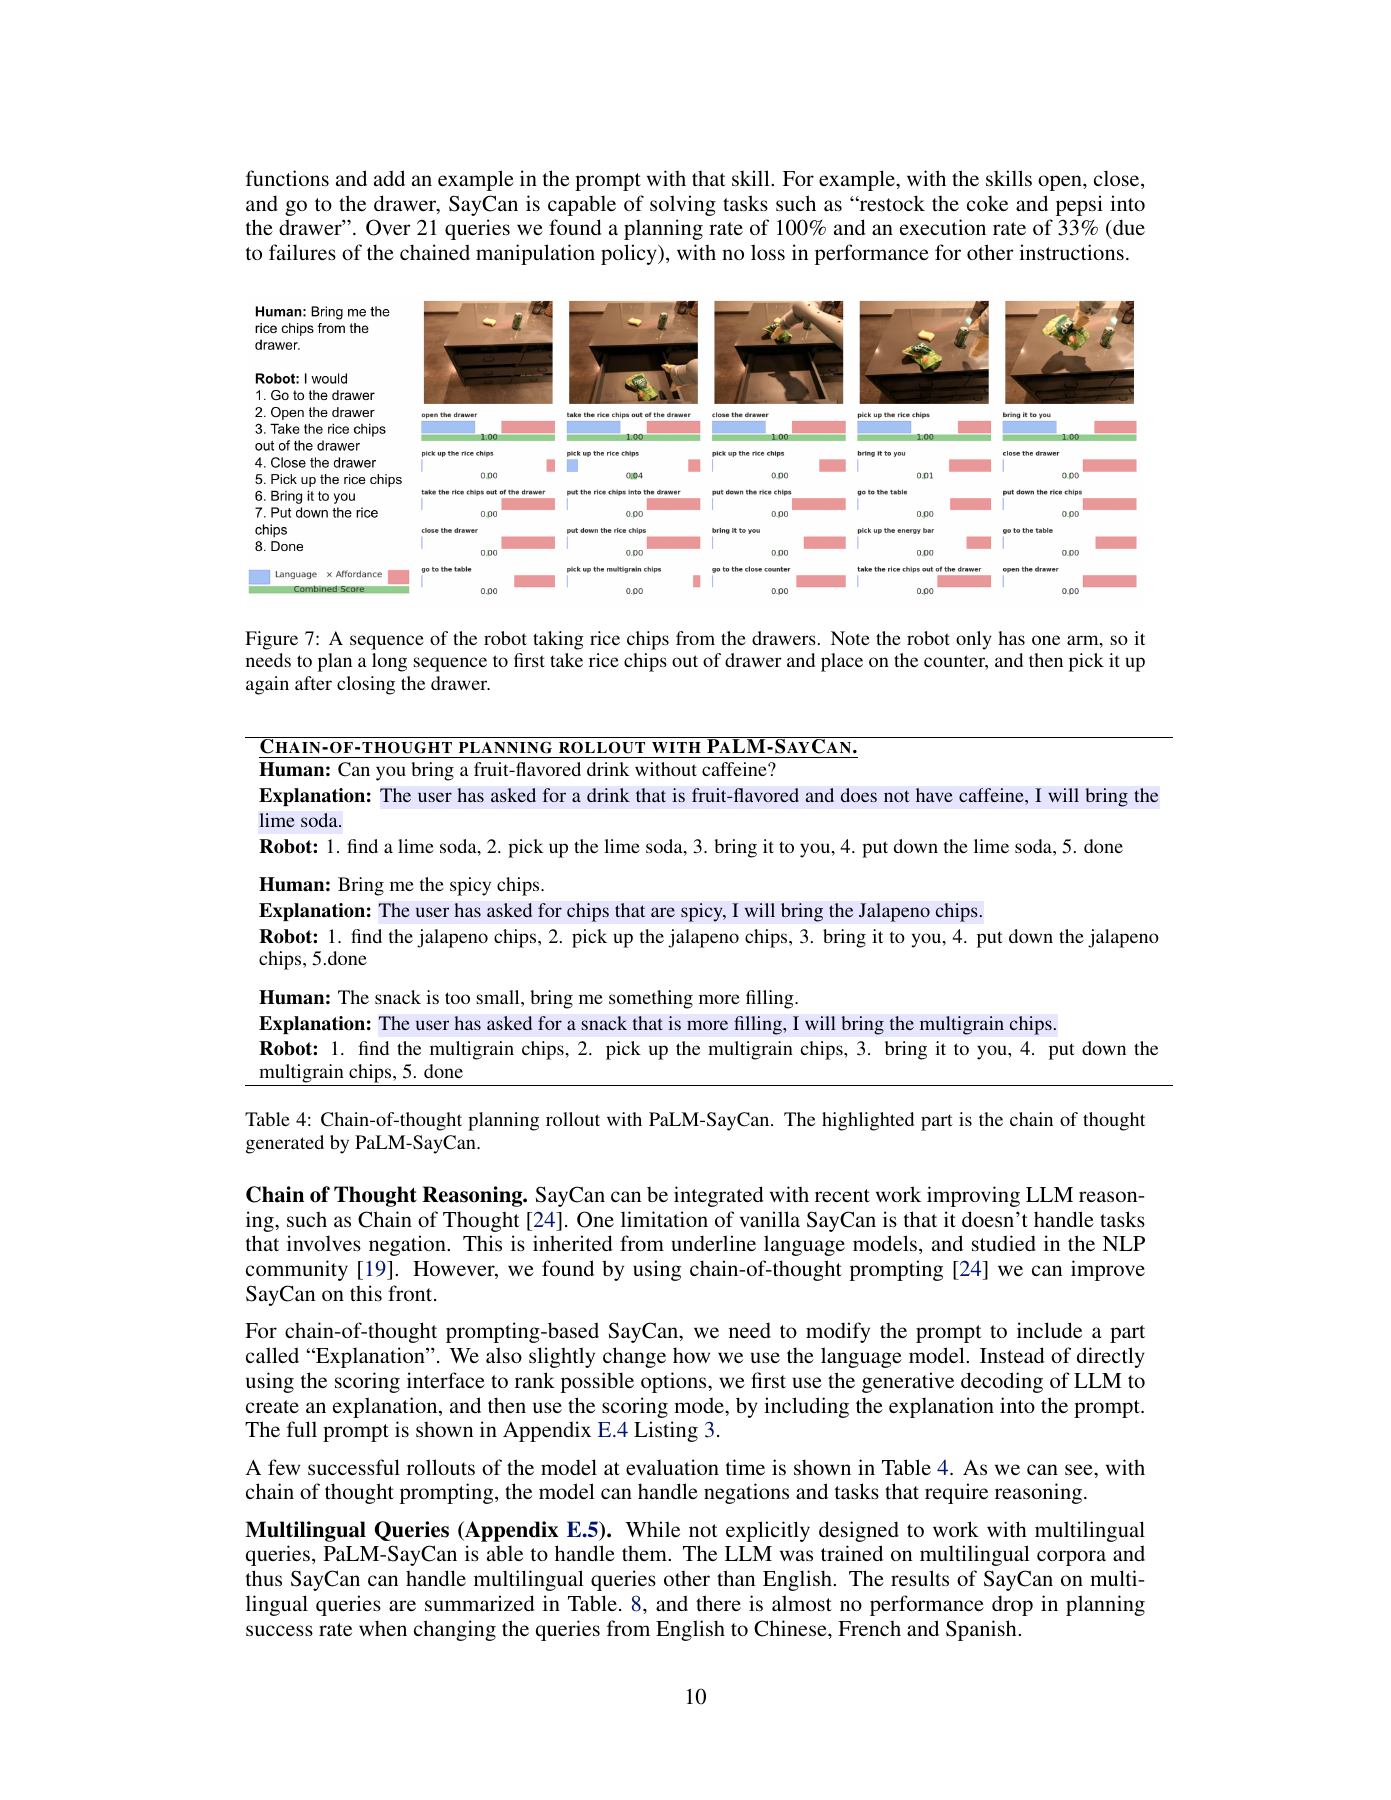 functions and add an example in the prompt with that skill. For example, with the skills open, close,
and go to the drawer, SayCan is capable of solving tasks such as “restock the coke and pepsi into
the drawer”. Over 21 queries we found a planning rate of 100% and an execution rate of 33% (due
to failures of the chained manipulation policy), with no loss in performance for other instructions.
Human: Bring me the
rice chips from the
drawer.
Robot: I would
1. Go to the drawer
2. Open the drawer
3. Take the rice chips
out of the drawer
4. Close the drawer
5. Pick up the rice chips
6. Bring it to you
7. Put down the rice
chips
8. Done
Language × Affordance
Combined Score
open the drawer
1.00
pick up the rice chips
0.00
take the rice chips out of the drawer
0.00
close the drawer
0.00
go to the table
0.00
take the rice chips out of the drawer
1.00
pick up the rice chips
0.04
put the rice chips into the drawer
0.00
put down the rice chips
0.00
pick up the multigrain chips
0.00
close the drawer
1.00
pick up the rice chips
0.00
put down the rice chips
0.00
bring it to you
0.00
go to the close counter
0.00
pick up the rice chips
1.00
bring it to you
0.01
go to the table
0.00
pick up the energy bar
0.00
take the rice chips out of the drawer
0.00
bring it to you
1.00
close the drawer
0.00
put down the rice chips
0.00
go to the table
0.00
open the drawer
0.00
Figure 7: A sequence of the robot taking rice chips from the drawers. Note the robot only has one arm, so it
needs to plan a long sequence to first take rice chips out of drawer and place on the counter, and then pick it up
again after closing the drawer.
CHAIN-OF-THOUGHT PLANNING ROLLOUT WITH PALM-SAYCAN.
Human: Can you bring a fruit-flavored drink without caffeine?
Explanation: The user has asked for a drink that is fruit-flavored and does not have caffeine, I will bring the
lime soda.
Robot: 1. find a lime soda, 2. pick up the lime soda, 3. bring it to you, 4. put down the lime soda, 5. done
Human: Bring me the spicy chips.
Explanation: The user has asked for chips that are spicy, I will bring the Jalapeno chips.
Robot: 1. find the jalapeno chips, 2. pick up the jalapeno chips, 3. bring it to you, 4. put down the jalapeno
chips, 5.done
Human: The snack is too small, bring me something more filling.
Explanation: The user has asked for a snack that is more filling, I will bring the multigrain chips.
Robot: 1. find the multigrain chips, 2. pick up the multigrain chips, 3. bring it to you, 4. put down the
multigrain chips, 5. done
Table 4: Chain-of-thought planning rollout with PaLM-SayCan. The highlighted part is the chain of thought
generated by PaLM-SayCan.
Chain of Thought Reasoning. SayCan can be integrated with recent work improving LLM reason-
ing, such as Chain of Thought [24]. One limitation of vanilla SayCan is that it doesn’t handle tasks
that involves negation. This is inherited from underline language models, and studied in the NLP
community [19]. However, we found by using chain-of-thought prompting [24] we can improve
SayCan on this front.
For chain-of-thought prompting-based SayCan, we need to modify the prompt to include a part
called “Explanation”. We also slightly change how we use the language model. Instead of directly
using the scoring interface to rank possible options, we first use the generative decoding of LLM to
create an explanation, and then use the scoring mode, by including the explanation into the prompt.
The full prompt is shown in Appendix E.4 Listing 3.
A few successful rollouts of the model at evaluation time is shown in Table 4. As we can see, with
chain of thought prompting, the model can handle negations and tasks that require reasoning.
Multilingual Queries (Appendix E.5). While not explicitly designed to work with multilingual
queries, PaLM-SayCan is able to handle them. The LLM was trained on multilingual corpora and
thus SayCan can handle multilingual queries other than English. The results of SayCan on multi-
lingual queries are summarized in Table. 8, and there is almost no performance drop in planning
success rate when changing the queries from English to Chinese, French and Spanish.
10